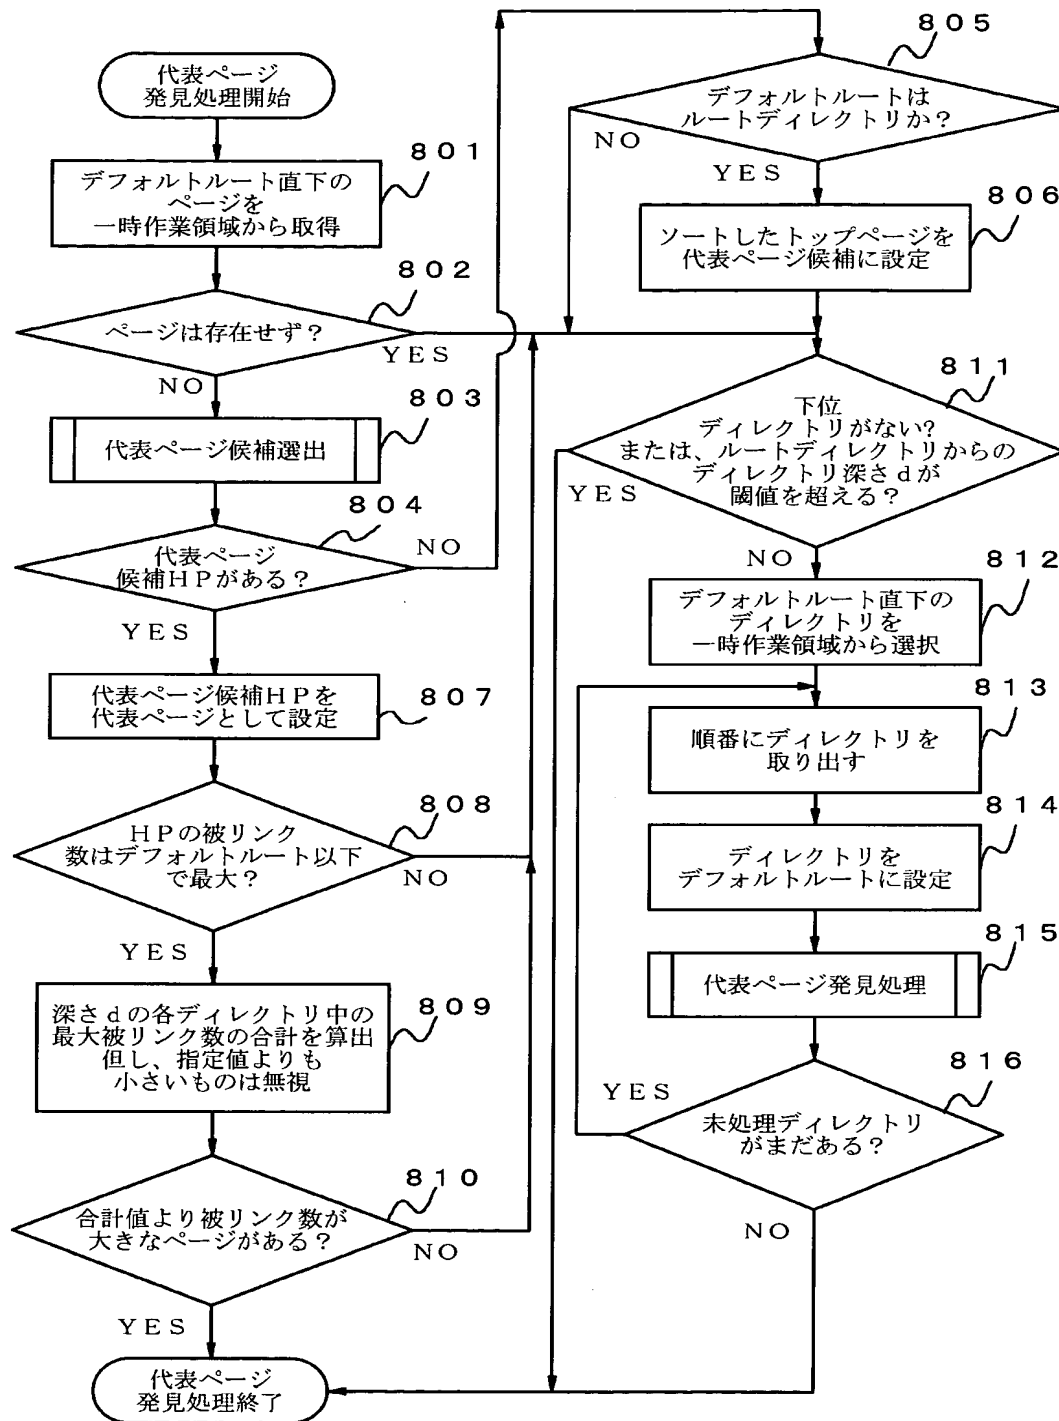 代表ページ
発見処理開始
801
デフォルトルート直下の
ページを
一時作業領域から取得
802
ページは存在せず?
YES
NO
803
代表ページ候補選出
804
代表ページ
候補HPがある?
NO
YES
807
代表ページ候補HPを
代表ページとして設定
808
HPの被リンク
数はデフォルトルート以下
で最大?
NO
YES
809
深さdの各ディレクトリ中の
最大被リンク数の合計を算出
但し、指定値よりも
小さいものは無視
810
合計値より被リンク数が
大きなページがある?
NO
YES
代表ページ
発見処理終了
805
デフォルトルートは
ルートディレクトリか?
NO
YES
806
ソートしたトップページを
代表ページ候補に設定
811
下位
ディレクトリがない?
または、ルートディレクトリからの
ディレクトリ深さdが
閾値を超える?
YES
NO
812
デフォルトルート直下の
ディレクトリを
一時作業領域から選択
813
順番にディレクトリを
取り出す
814
ディレクトリを
デフォルトルートに設定
815
代表ページ発見処理
816
YES
未処理ディレクトリ
がまだある?
NO